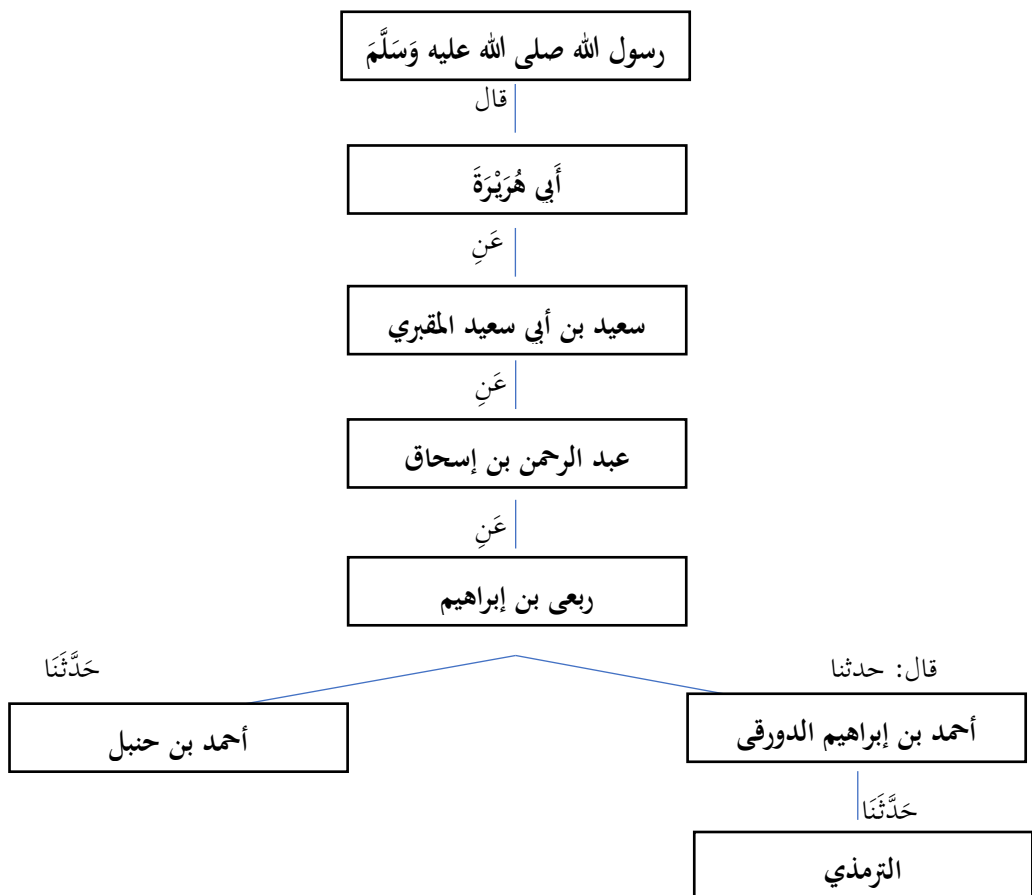 رسول الله صلى الله عليه وَسَلَّمَ
قال
أَبِي هُرَيْرَةَ
عَنِ
سعيد بن أبي سعيد المقبري
عَنِ
عبد الرحمن بن إسحاق
عَنِ
ربعى بن إبراهيم
قال: حدثنا
حَدَّثَنَا
أحمد بن إبراهيم الدورقى
أحمد بن حنبل
حَدَّثَنَا
الترمذي